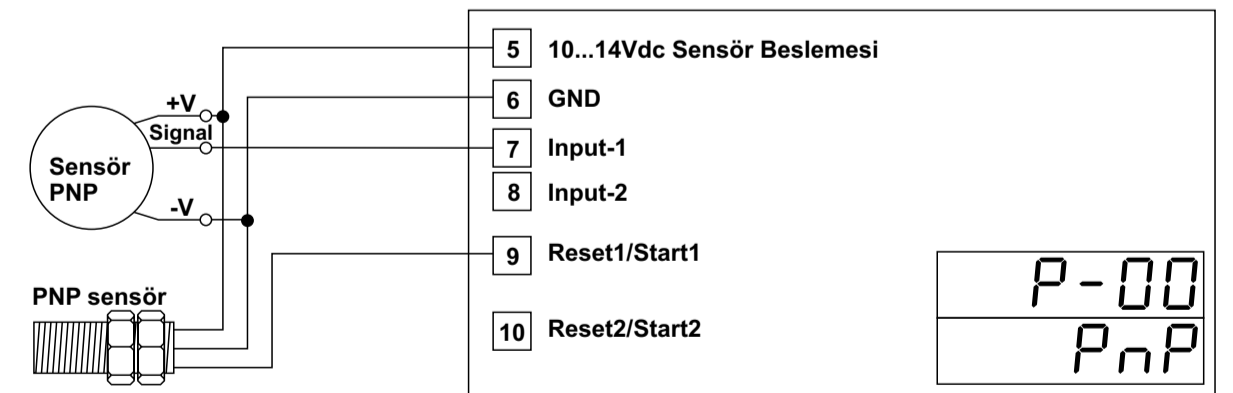 5 10...14Vdc Sensör Beslemesi
6 GND
+V
Signal
7 Input-1
Sensör
PNP
8 Input-2
-V
9 Reset1/Start1
PNP sensör
10 Reset2/Start2
P-00
PnP